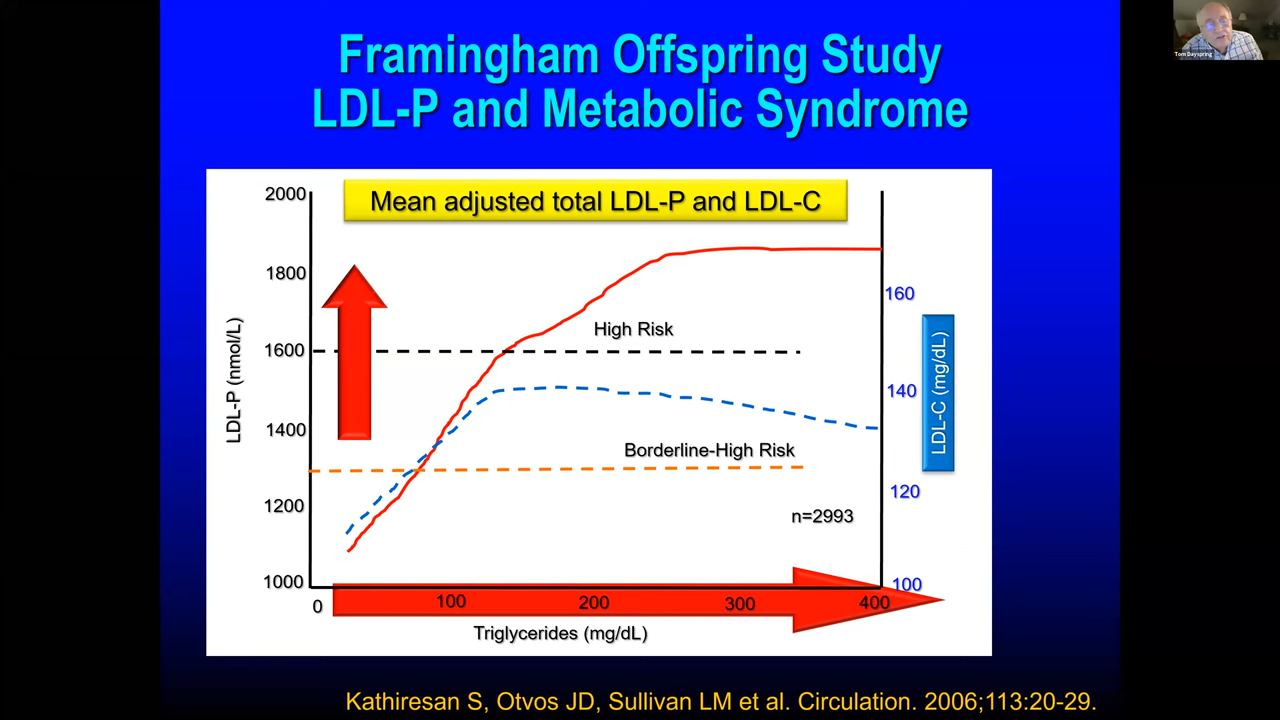 Framingham Offspring Study
LDL-P and Metabolic Syndrome
Tom Dayspring
Mean adjusted total LDL-P and LDL-C
2000
1800
1600
1400
1200
1000
LDL-P (nmol/L)
High Risk
Borderline-High Risk
n=2993
160
140
120
100
LDL-C (mg/dL)
0 100 200 300 400
Triglycerides (mg/dL)
Kathiresan S, Otvos JD, Sullivan LM et al. Circulation. 2006;113:20-29.